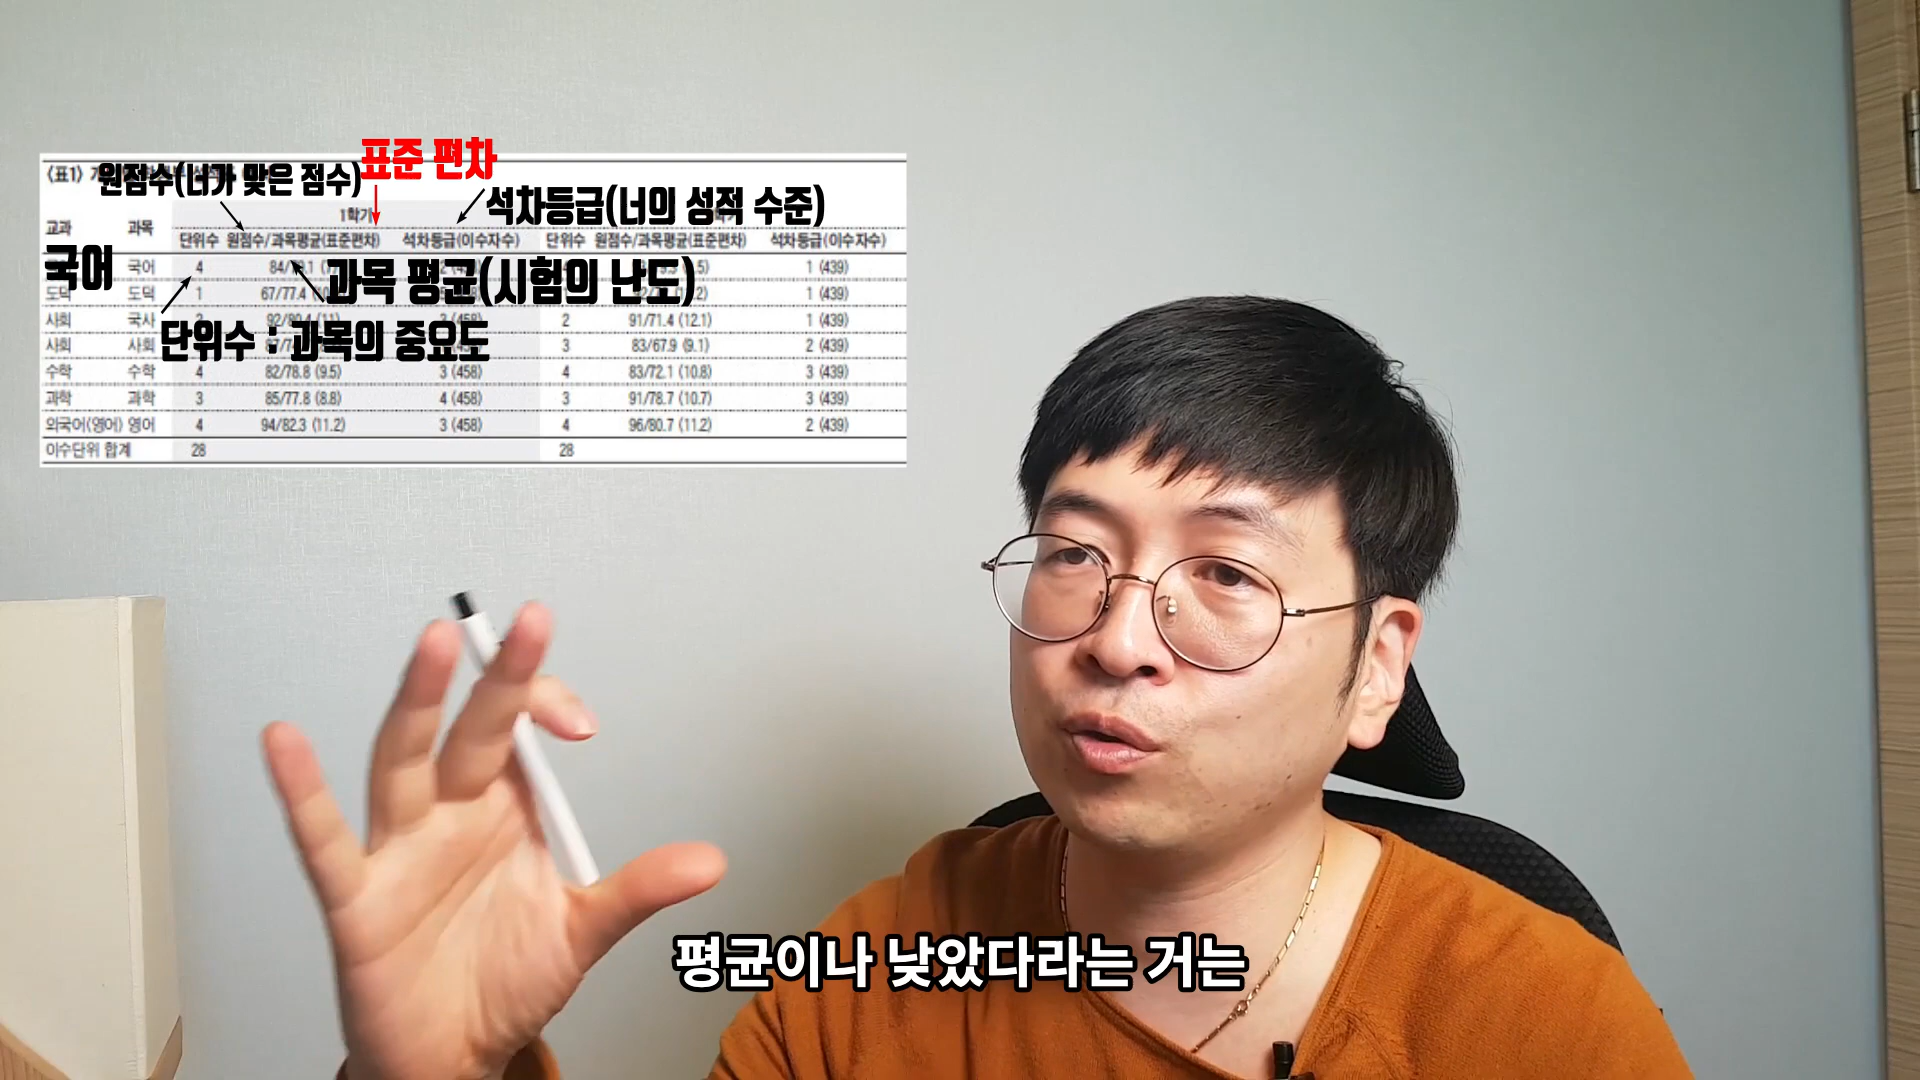 <표1>
원점수(너가 맞은 점수)
표준 편차
석차등급(너의 성적 수준)
1학기
교과 과목 단위수 원점수/과목평균(표준편차) 석차등급(이수자수) 단위수 원점수/과목평균(표준편차) 석차등급(이수자수)
국어 국어 4 1 (439)
과목 평균(시험의 난도)
도덕 도덕 1 67/77.4 1 (439)
사회 국사 2 91/71.4 (12.1) 1 (439)
단위수 : 과목의 중요도
사회 사회 3 83/67.9 (9.1) 2 (439)
수학 수학 4 82/78.8 (9.5) 3 (458) 4 83/72.1 (10.8) 3 (439)
과학 과학 3 85/77.8 (8.8) 4 (458) 3 91/78.7 (10.7) 3 (439)
외국어(영어) 영어 4 94/82.3 (11.2) 3 (458) 4 96/80.7 (11.2) 2 (439)
이수단위 합계 28 28
평균이나 낮았다라는 거는